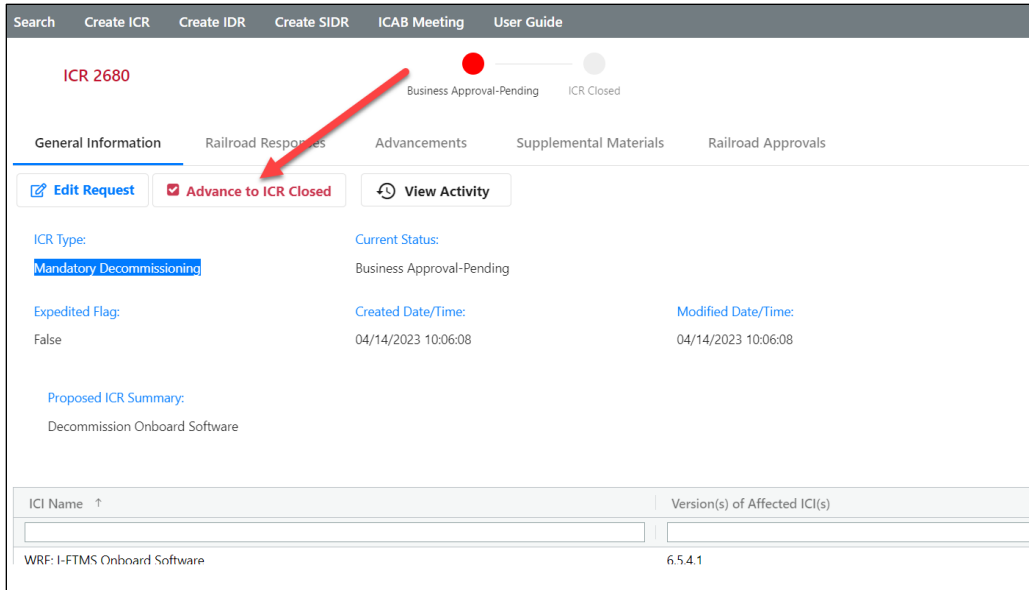 Search Create ICR Create IDR Create SIDR ICAB Meeting User Guide
ICR 2680
Business Approval-Pending ICR Closed
General Information Railroad Responses Advancements Supplemental Materials Railroad Approvals
Edit Request Advance to ICR Closed View Activity
ICR Type: Current Status:
Mandatory Decommissioning Business Approval-Pending
Expedited Flag: Created Date/Time: Modified Date/Time:
False 04/14/2023 10:06:08 04/14/2023 10:06:08
Proposed ICR Summary:
Decommission Onboard Software
ICI Name ↑ Version(s) of Affected ICI(s)
WRE: I-ETMS Onboard Software 6.5.4.1